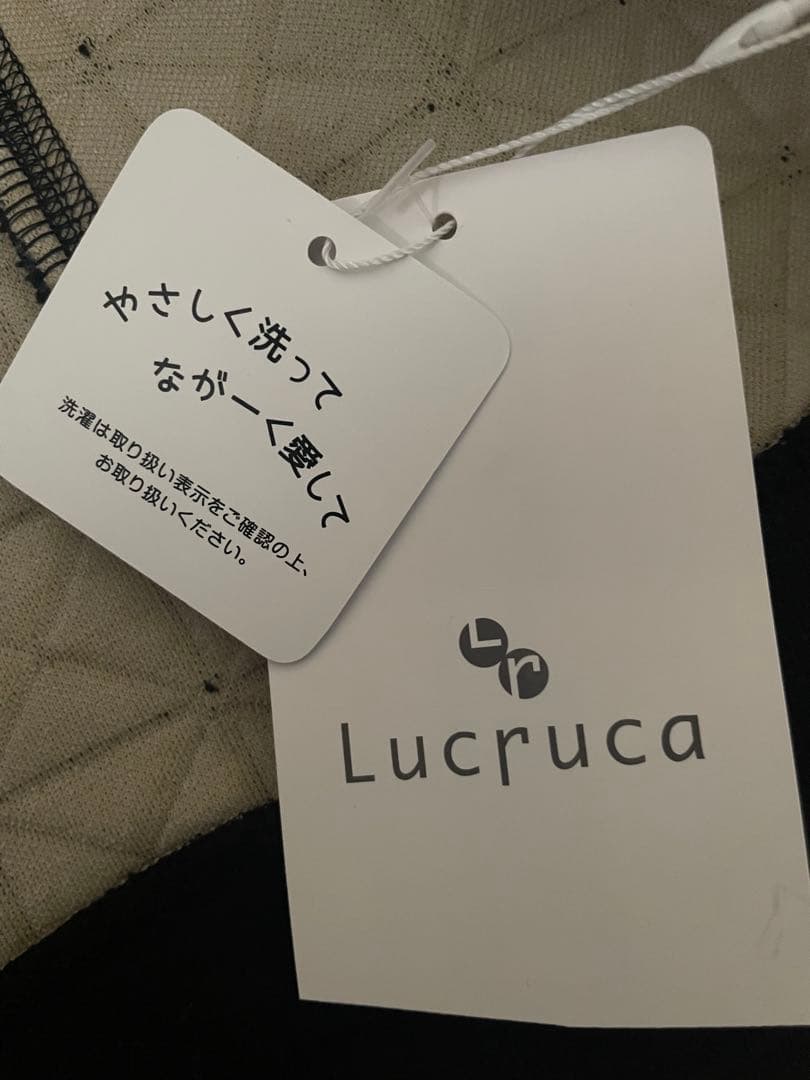 やさしく洗って
ながーく愛して
洗濯は取り扱い表示をご確認の上、
お取り扱いください。
Lr
Lucruca